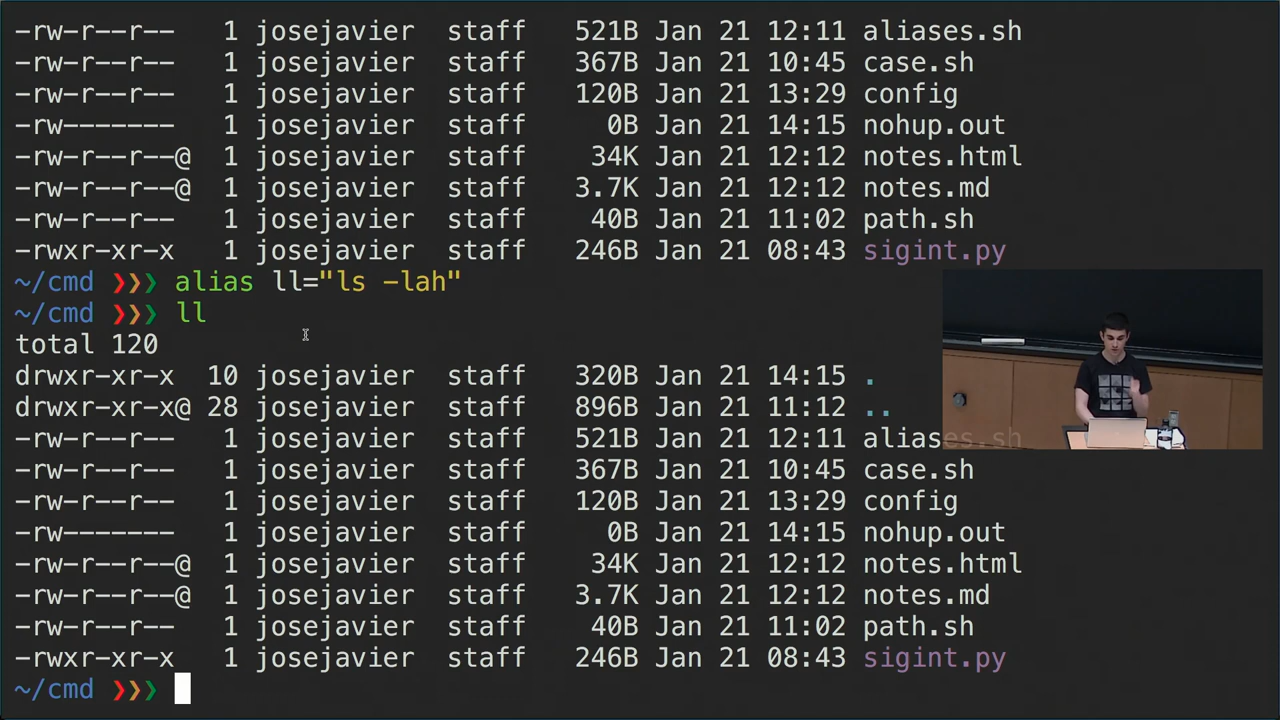 -rw-r--r-- 1 josejavier staff 521B Jan 21 12:11 aliases.sh
-rw-r--r-- 1 josejavier staff 367B Jan 21 10:45 case.sh
-rw-r--r-- 1 josejavier staff 120B Jan 21 13:29 config
-rw------- 1 josejavier staff 0B Jan 21 14:15 nohup.out
-rw-r--r--@ 1 josejavier staff 34K Jan 21 12:12 notes.html
-rw-r--r--@ 1 josejavier staff 3.7K Jan 21 12:12 notes.md
-rw-r--r-- 1 josejavier staff 40B Jan 21 11:02 path.sh
-rwxr-xr-x 1 josejavier staff 246B Jan 21 08:43 sigint.py
~/cmd ❯❯❯ alias ll="ls -lah"
~/cmd ❯❯❯ ll
total 120
drwxr-xr-x 10 josejavier staff 320B Jan 21 14:15 .
drwxr-xr-x@ 28 josejavier staff 896B Jan 21 11:12 ..
-rw-r--r-- 1 josejavier staff 521B Jan 21 12:11 aliases.sh
-rw-r--r-- 1 josejavier staff 367B Jan 21 10:45 case.sh
-rw-r--r-- 1 josejavier staff 120B Jan 21 13:29 config
-rw------- 1 josejavier staff 0B Jan 21 14:15 nohup.out
-rw-r--r--@ 1 josejavier staff 34K Jan 21 12:12 notes.html
-rw-r--r--@ 1 josejavier staff 3.7K Jan 21 12:12 notes.md
-rw-r--r-- 1 josejavier staff 40B Jan 21 11:02 path.sh
-rwxr-xr-x 1 josejavier staff 246B Jan 21 08:43 sigint.py
~/cmd ❯❯❯